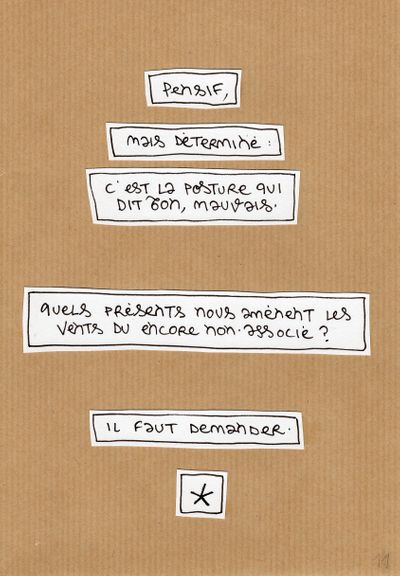 Pensif,
mais déterminé :
c'est la posture qui
dit bon, mauvais.
quels présents nous amènent les
vents du encore non-associé ?
il faut demander.
*